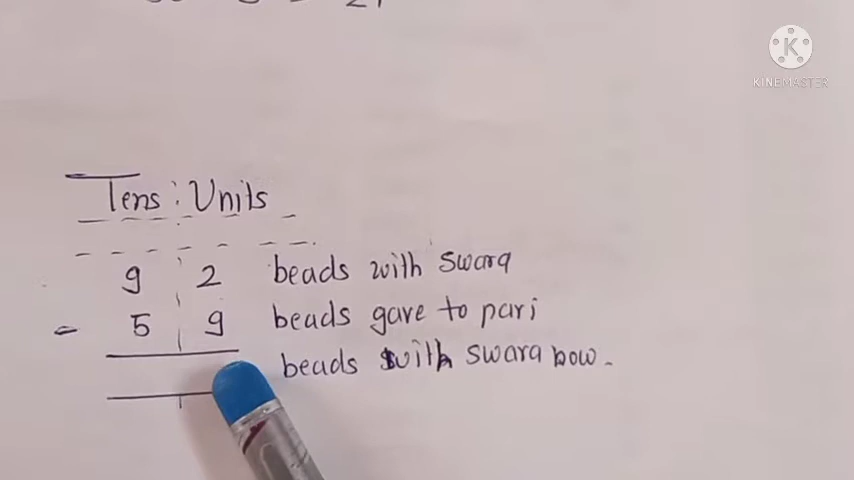 K
KINEMASTER
Tens : Units
9 2 beads with swara
- 5 9 beads gave to pari
beads with swara now.